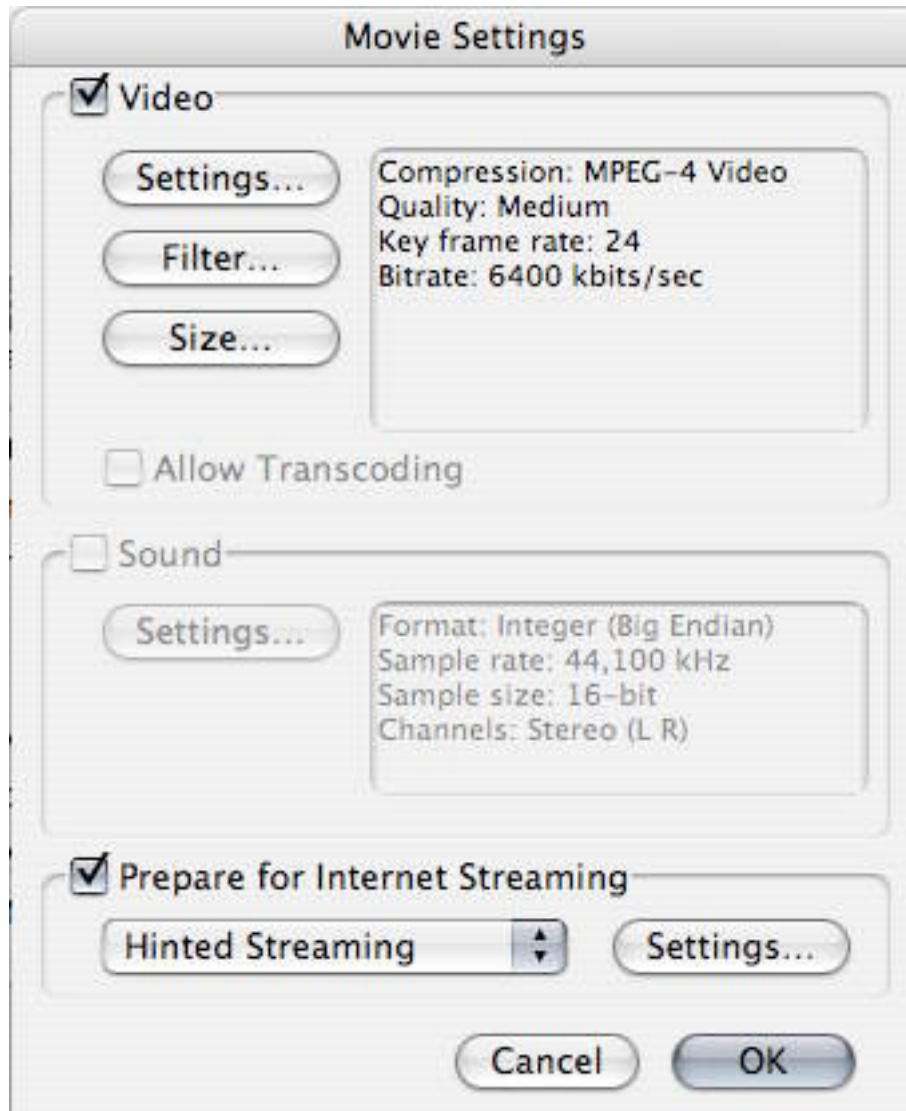 Movie Settings
Video
Settings...
Compression: MPEG-4 Video
Quality: Medium
Key frame rate: 24
Bitrate: 6400 kbits/sec
Filter...
Size...
Allow Transcoding
Sound
Settings...
Format: Integer (Big Endian)
Sample rate: 44,100 kHz
Sample size: 16-bit
Channels: Stereo (L R)
Prepare for Internet Streaming
Hinted Streaming
Settings...
Cancel
OK